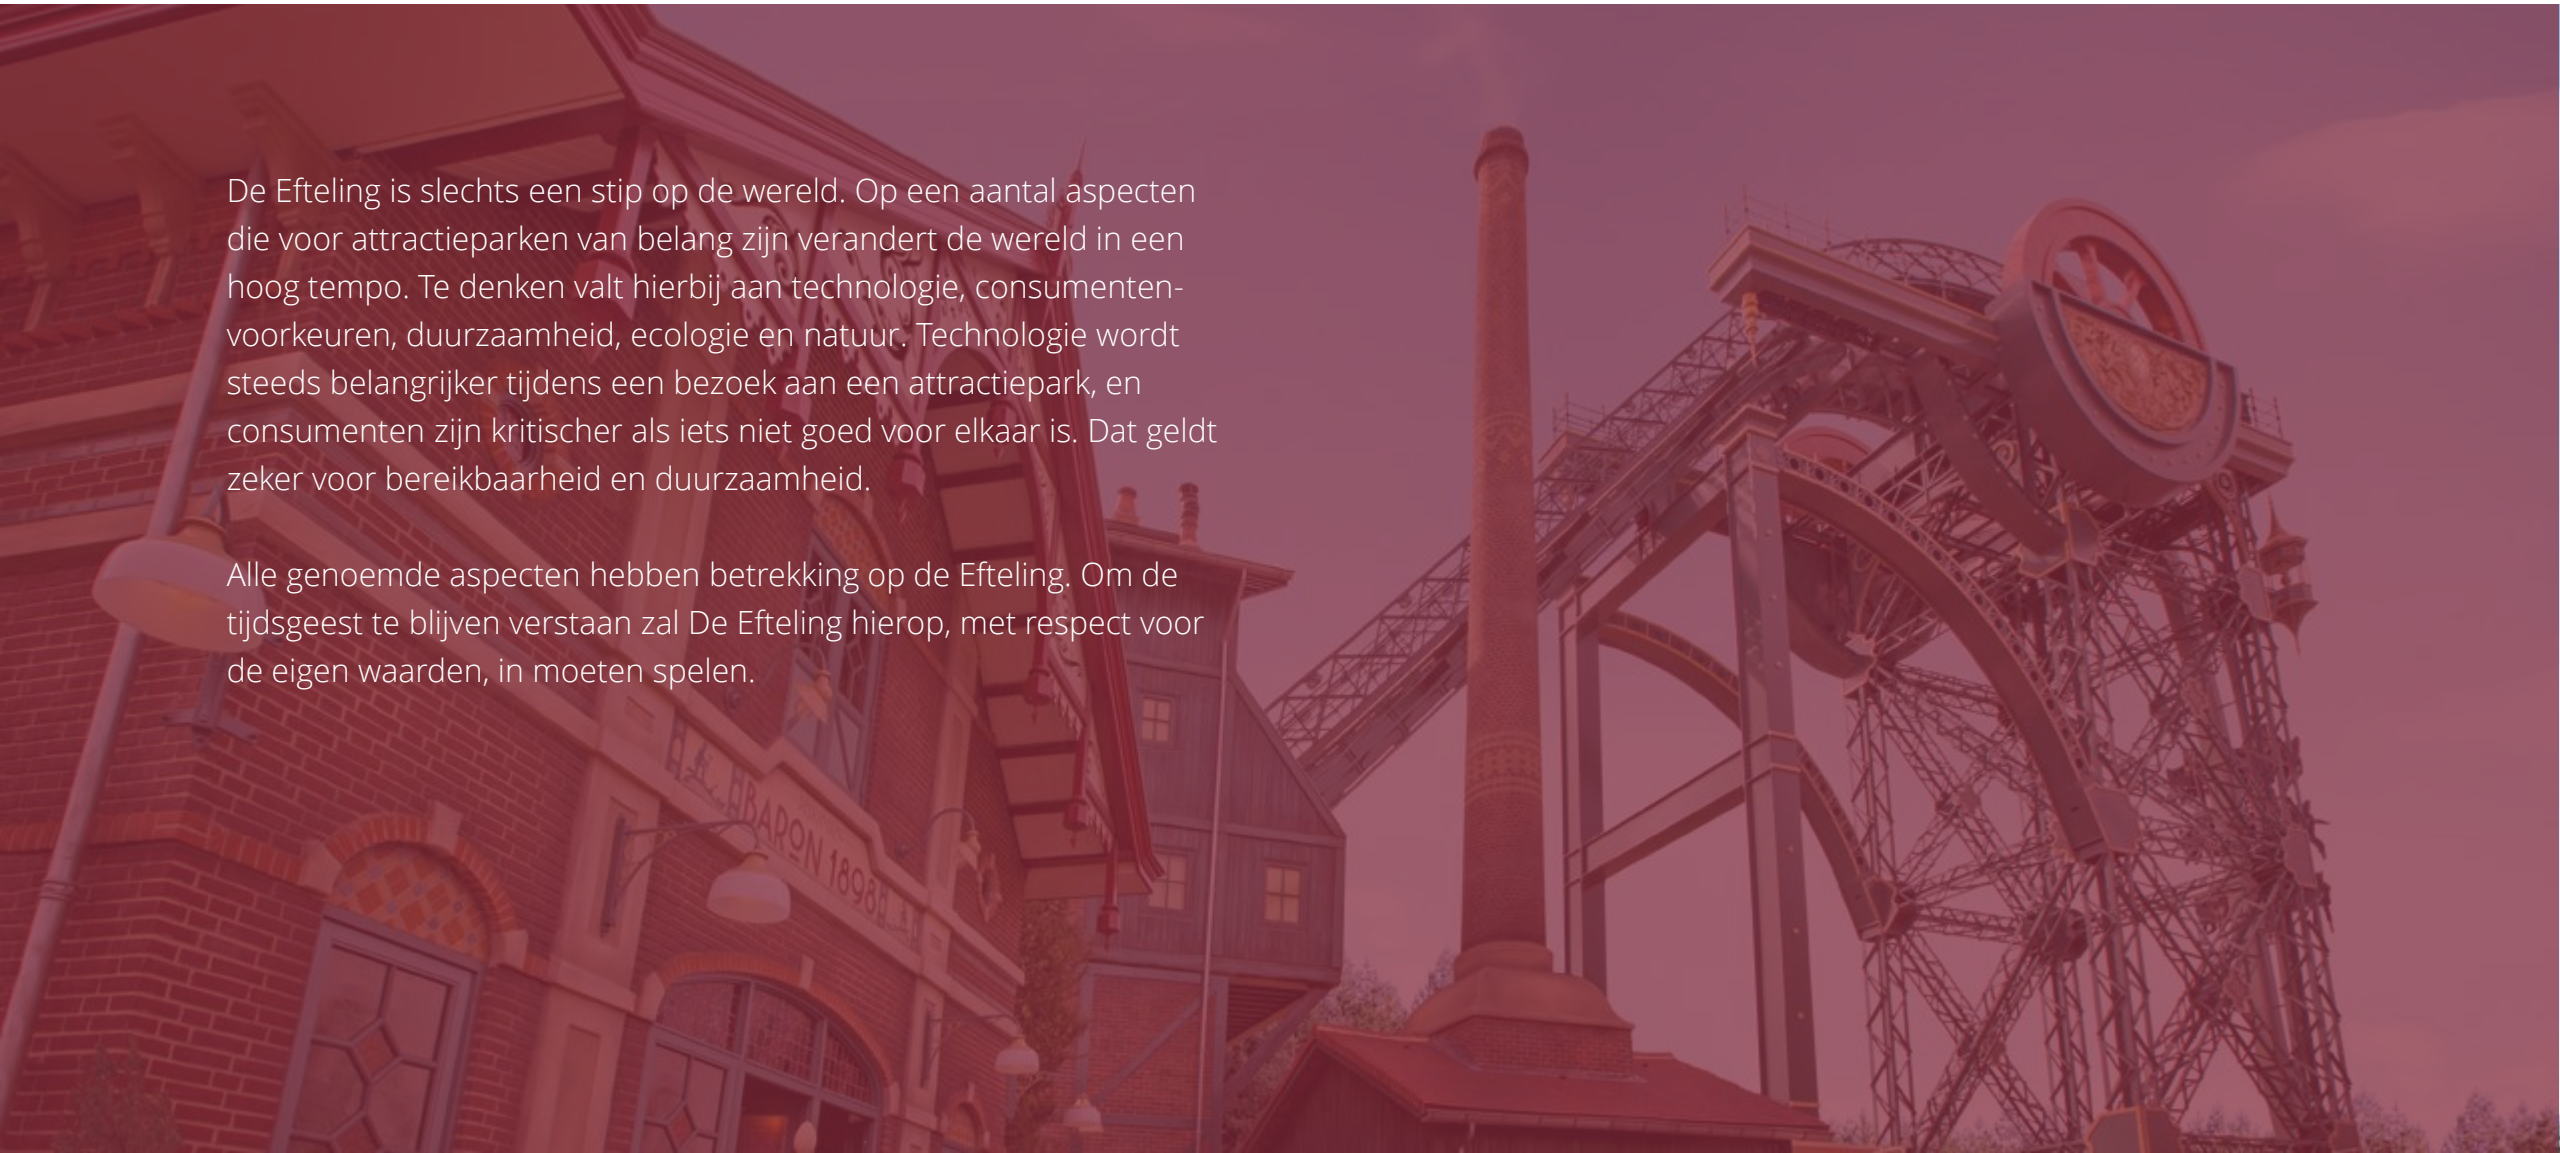 De Efteling is slechts een stip op de wereld. Op een aantal aspecten
die voor attractieparken van belang zijn verandert de wereld in een
hoog tempo. Te denken valt hierbij aan technologie, consumenten-
voorkeuren, duurzaamheid, ecologie en natuur. Technologie wordt
steeds belangrijker tijdens een bezoek aan een attractiepark, en
consumenten zijn kritischer als iets niet goed voor elkaar is. Dat geldt
zeker voor bereikbaarheid en duurzaamheid.
Alle genoemde aspecten hebben betrekking op de Efteling. Om de
tijdsgeest te blijven verstaan zal De Efteling hierop, met respect voor
de eigen waarden, in moeten spelen.
BARON 1898